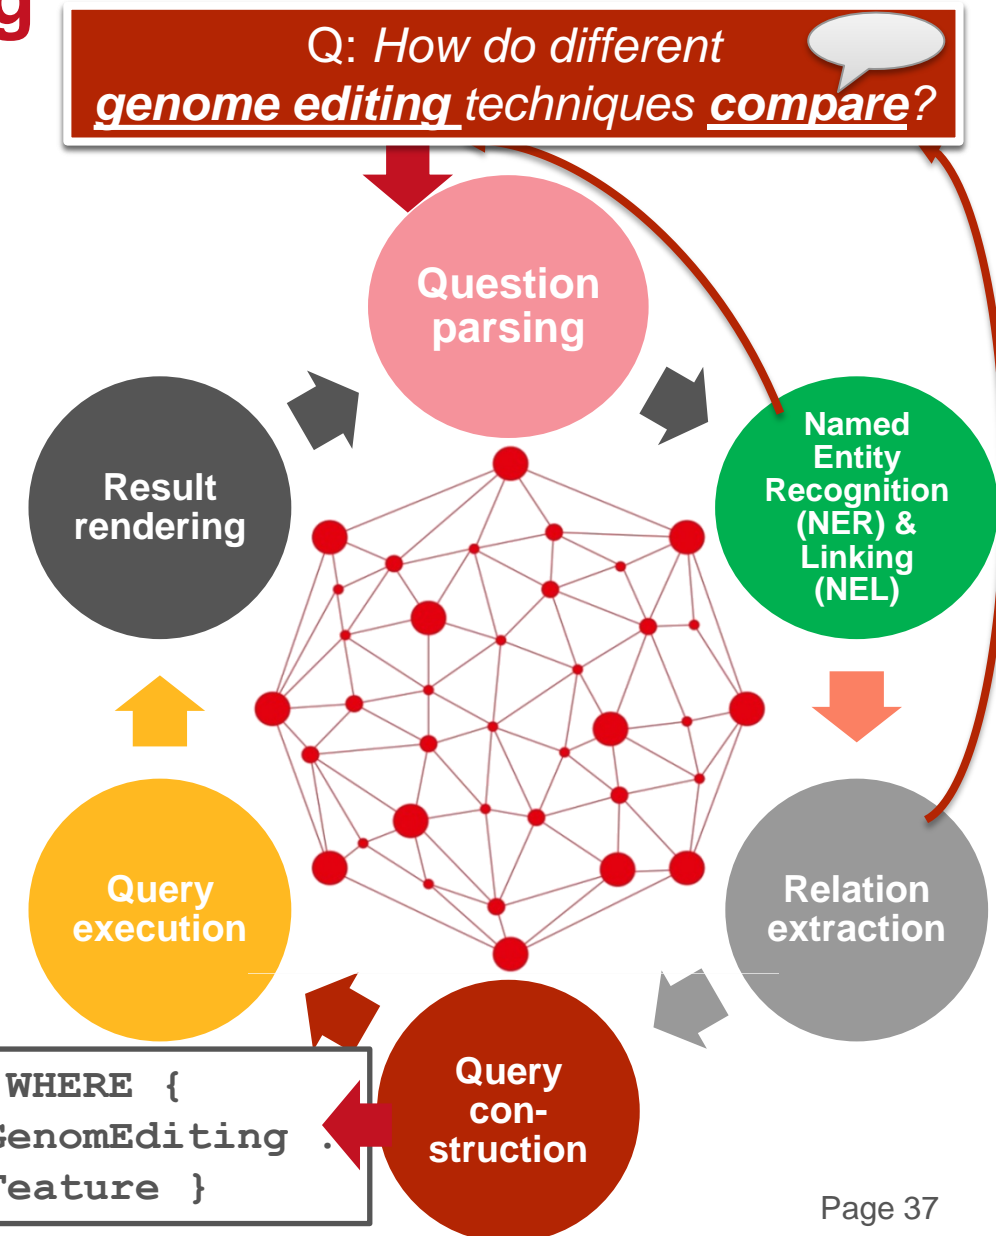 g
Q: How do different
genome editing techniques compare?
Question
parsing
Named
Entity
Recognition
(NER) &
Linking
(NEL)
Result
rendering
Query
execution
Relation
extraction
Query
con-
struction
WHERE {
GenomEditing .
Feature }
Page 37